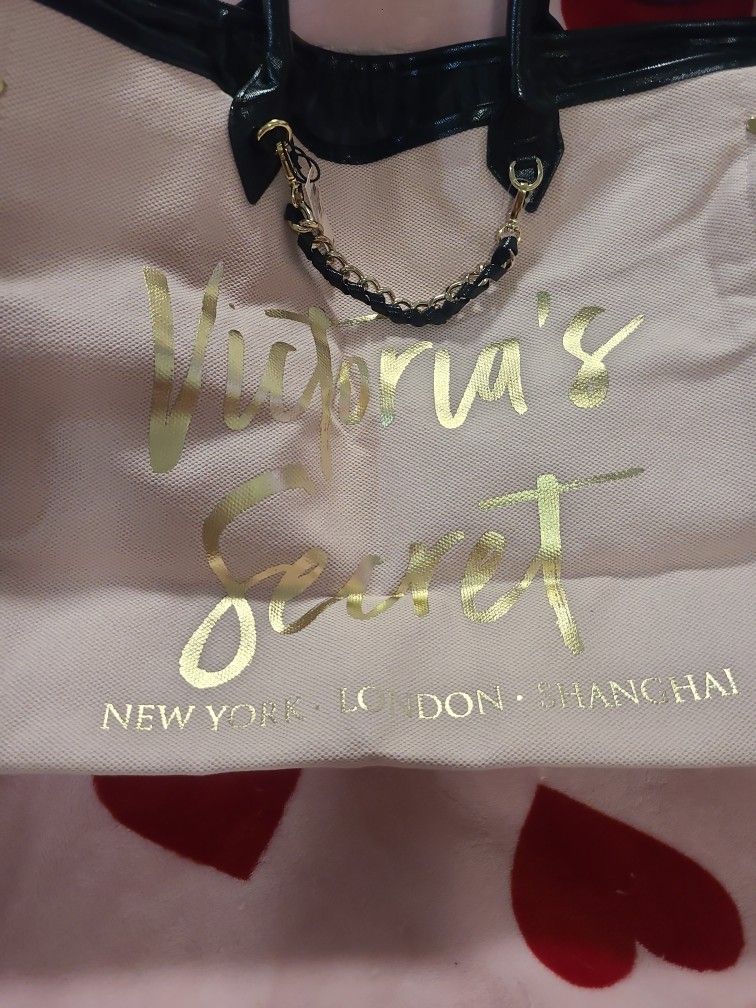 Victoria's
Secret
NEW YORK · LONDON · SHANGHAI